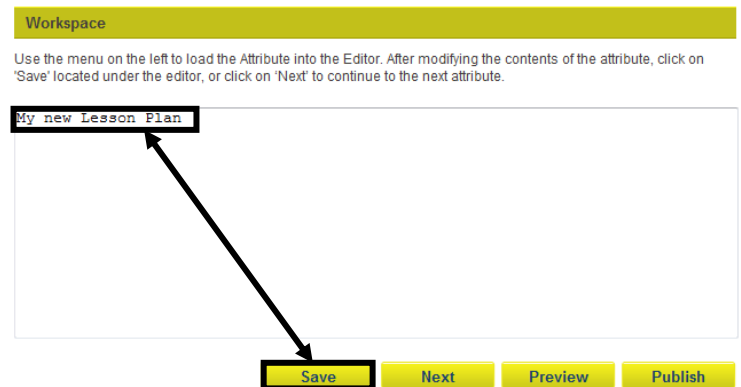 Workspace
Use the menu on the left to load the Attribute into the Editor. After modifying the contents of the attribute, click on
'Save' located under the editor, or click on ‘Next’ to continue to the next attribute.
My new Lesson Plan
Save Next Preview Publish